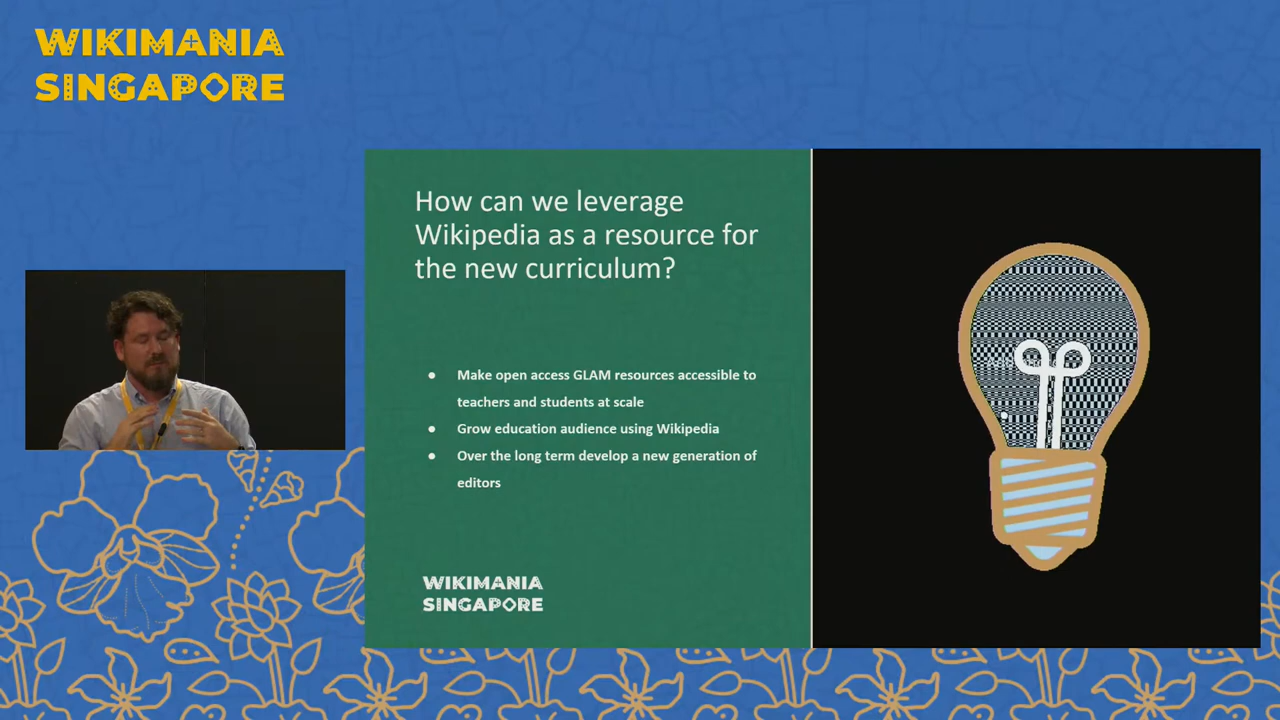 WIKIMANIA
SINGAPORE
How can we leverage
Wikipedia as a resource for
the new curriculum?
● Make open access GLAM resources accessible to
teachers and students at scale
● Grow education audience using Wikipedia
● Over the long term develop a new generation of
editors
WIKIMANIA
SINGAPORE